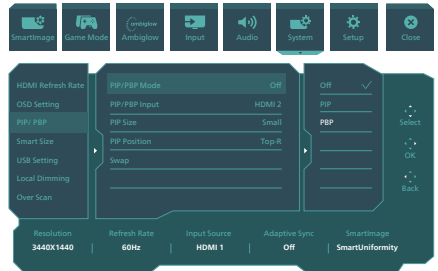 ambiglow
SmartImage
Game Mode
Ambiglow
Input
Audio
System
Setup
Close
HDMI Refresh Rate
OSD Setting
PIP/ PBP
Smart Size
USB Setting
Local Dimming
Over Scan
PIP/PBP Mode Off
PIP/PBP Input HDMI 2
PIP Size Small
PIP Position Top-R
Swap
Off
PIP
PBP
Select
OK
Back
Resolution Refresh Rate Input Source Adaptive Sync SmartImage
3440X1440 60Hz HDMI 1 Off SmartUniformity